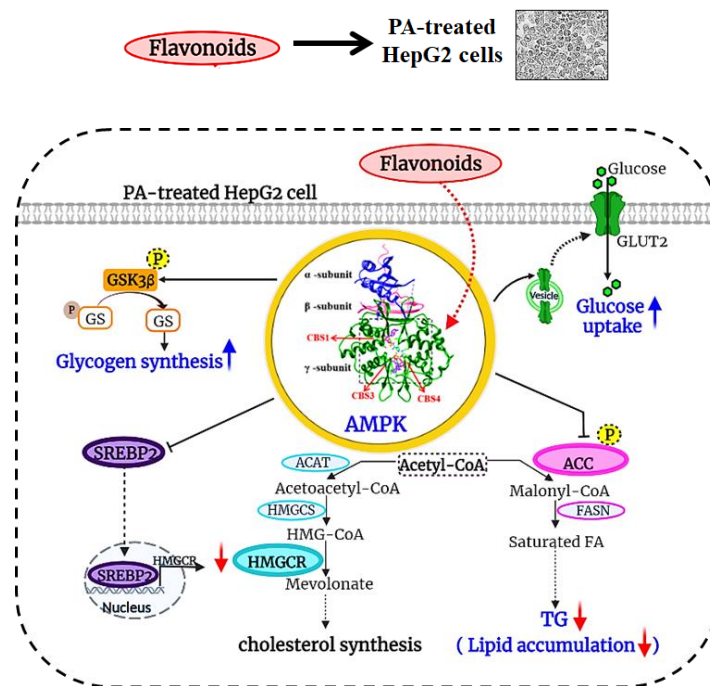 Flavonoids
PA-treated
HepG2 cells
Flavonoids
PA-treated HepG2 cell
Glucose
GLUT2
Vesicle
Glucose
uptake
P
GSK3β
P
GS
GS
Glycogen synthesis
α -subunit
β -subunit
CBS1
γ -subunit
CBS3
CBS4
AMPK
SREBP2
SREBP2
HMGCR
Nucleus
ACAT
Acetyl-CoA
Acetoacetyl-CoA
HMGCS
HMG-CoA
HMGCR
Mevolonate
cholesterol synthesis
P
ACC
Malonyl-CoA
FASN
Saturated FA
TG
( Lipid accumulation )